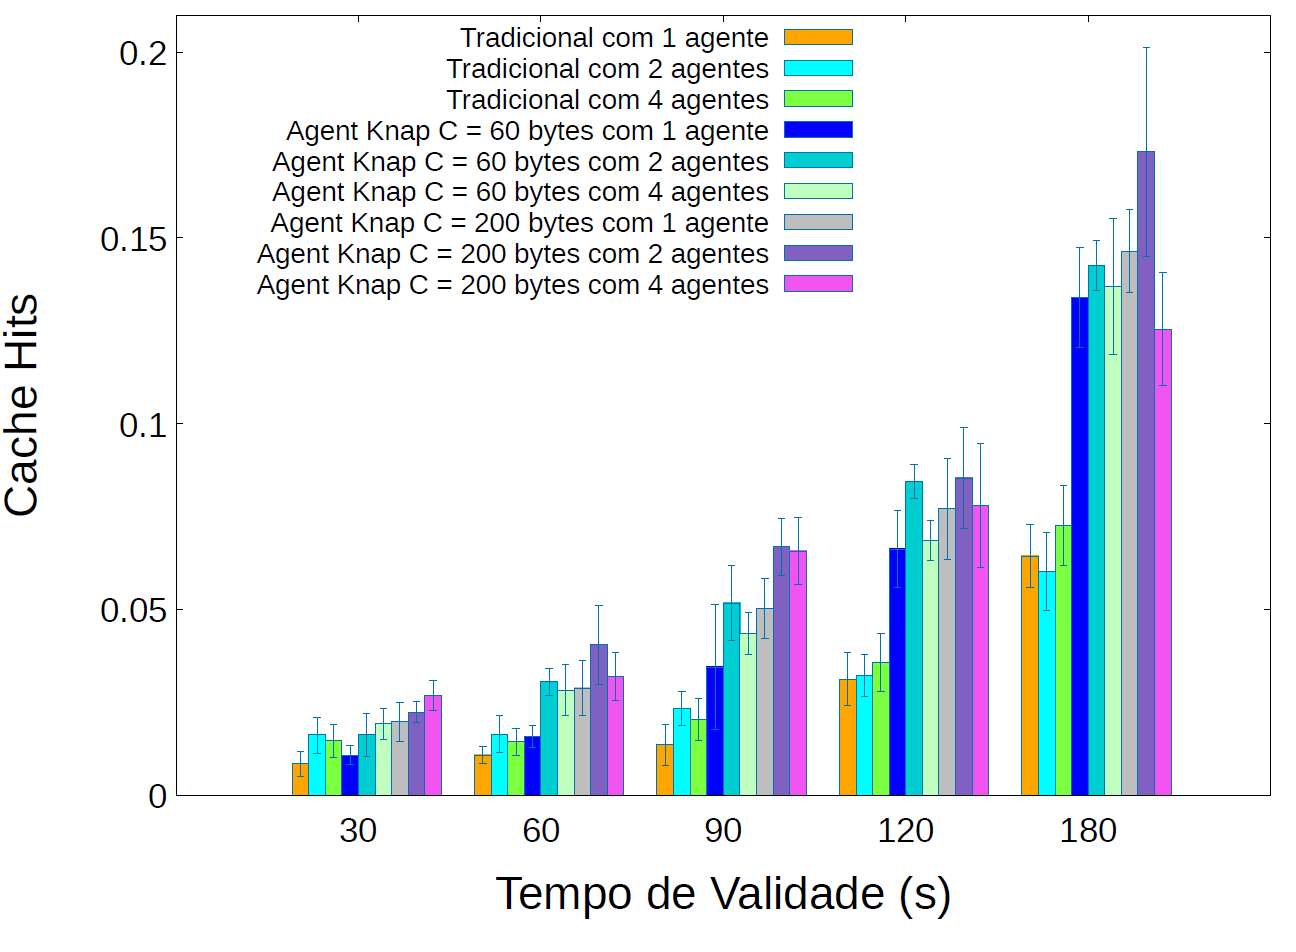 Tradicional com 1 agente
Tradicional com 2 agentes
Tradicional com 4 agentes
Agent Knap C = 60 bytes com 1 agente
Agent Knap C = 60 bytes com 2 agentes
Agent Knap C = 60 bytes com 4 agentes
Agent Knap C = 200 bytes com 1 agente
Agent Knap C = 200 bytes com 2 agentes
Agent Knap C = 200 bytes com 4 agentes
0.2
0.15
0.1
0.05
0
Cache Hits
30 60 90 120 180
Tempo de Validade (s)